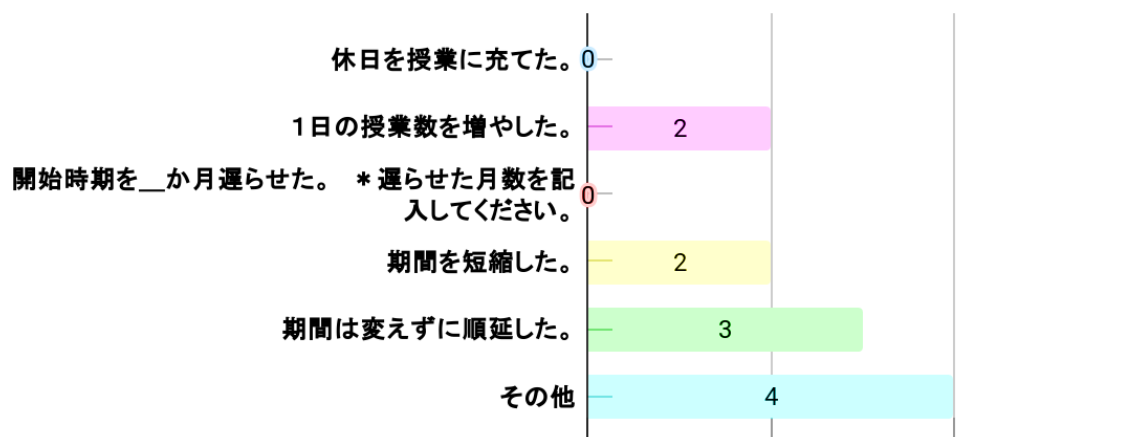 休日を授業に充てた。 0
１日の授業数を増やした。 2
開始時期を__か月遅らせた。　＊遅らせた月数を記
入してください。 0
期間を短縮した。 2
期間は変えずに順延した。 3
その他 4